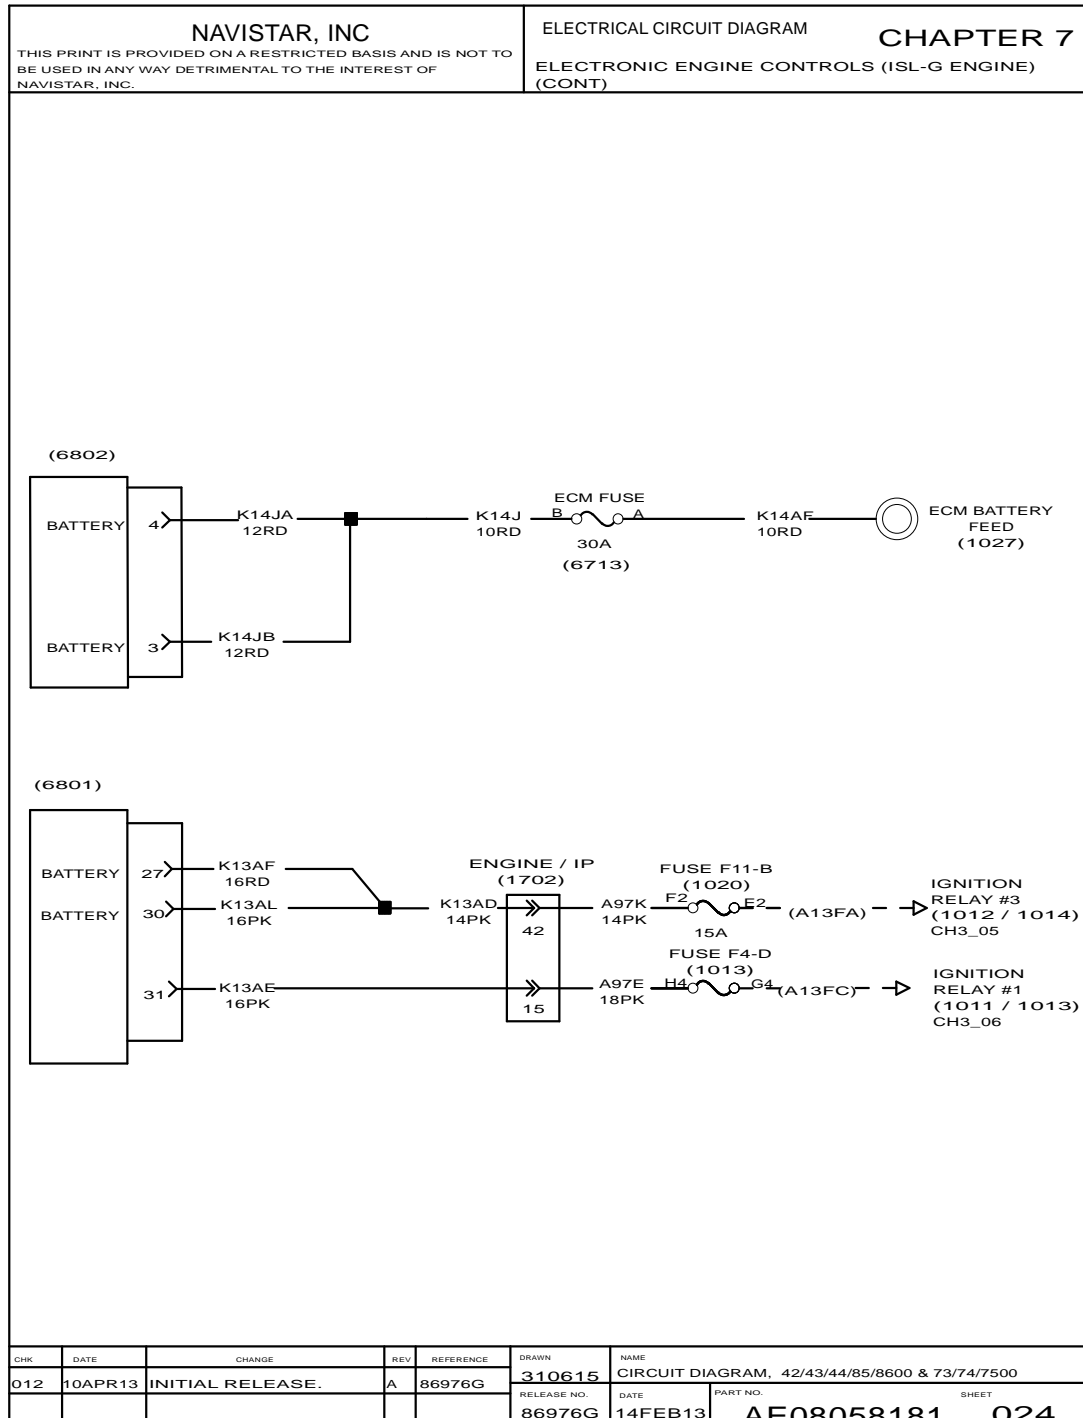 NAVISTAR, INC
THIS PRINT IS PROVIDED ON A RESTRICTED BASIS AND IS NOT TO
BE USED IN ANY WAY DETRIMENTAL TO THE INTEREST OF
NAVISTAR, INC.
ELECTRICAL CIRCUIT DIAGRAM
CHAPTER 7
ELECTRONIC ENGINE CONTROLS (ISL-G ENGINE)
(CONT)
(6802)
BATTERY
4
K14JA
12RD
K14J
10RD
ECM FUSE
B
A
30A
(6713)
K14AF
10RD
ECM BATTERY
FEED
(1027)
BATTERY
3
K14JB
12RD
(6801)
BATTERY
27
K13AF
16RD
BATTERY
30
K13AL
16PK
K13AD
14PK
ENGINE / IP
(1702)
42
A97K
14PK
FUSE F11-B
(1020)
F2
E2
15A
(A13FA)
IGNITION
RELAY #3
(1012 / 1014)
CH3_05
31
K13AE
16PK
15
A97E
18PK
FUSE F4-D
(1013)
H4
G4
(A13FC)
IGNITION
RELAY #1
(1011 / 1013)
CH3_06
CHK
DATE
CHANGE
REV
REFERENCE
012
10APR13
INITIAL RELEASE.
A
86976G
DRAWN
310615
NAME
CIRCUIT DIAGRAM, 42/43/44/85/8600 & 73/74/7500
RELEASE NO.
86976G
DATE
14FEB13
PART NO.
AE08058181
SHEET
024